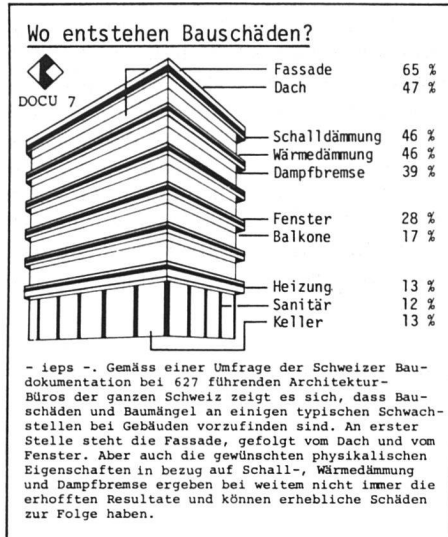 Wo entstehen Bauschäden?
DOCU 7
Fassade 65 %
Dach 47 %
Schalldämmung 46 %
Wärmedämmung 46 %
Dampfbremse 39 %
Fenster 28 %
Balkone 17 %
Heizung 13 %
Sanitär 12 %
Keller 13 %
- ieps -. Gemäss einer Umfrage der Schweizer Bau-
dokumentation bei 627 führenden Architektur-
Büros der ganzen Schweiz zeigt es sich, dass Bau-
schäden und Baumängel an einigen typischen Schwach-
stellen bei Gebäuden vorzufinden sind. An erster
Stelle steht die Fassade, gefolgt vom Dach und vom
Fenster. Aber auch die gewünschten physikalischen
Eigenschaften in bezug auf Schall-, Wärmedämmung
und Dampfbremse ergeben bei weitem nicht immer die
erhofften Resultate und können erhebliche Schäden
zur Folge haben.